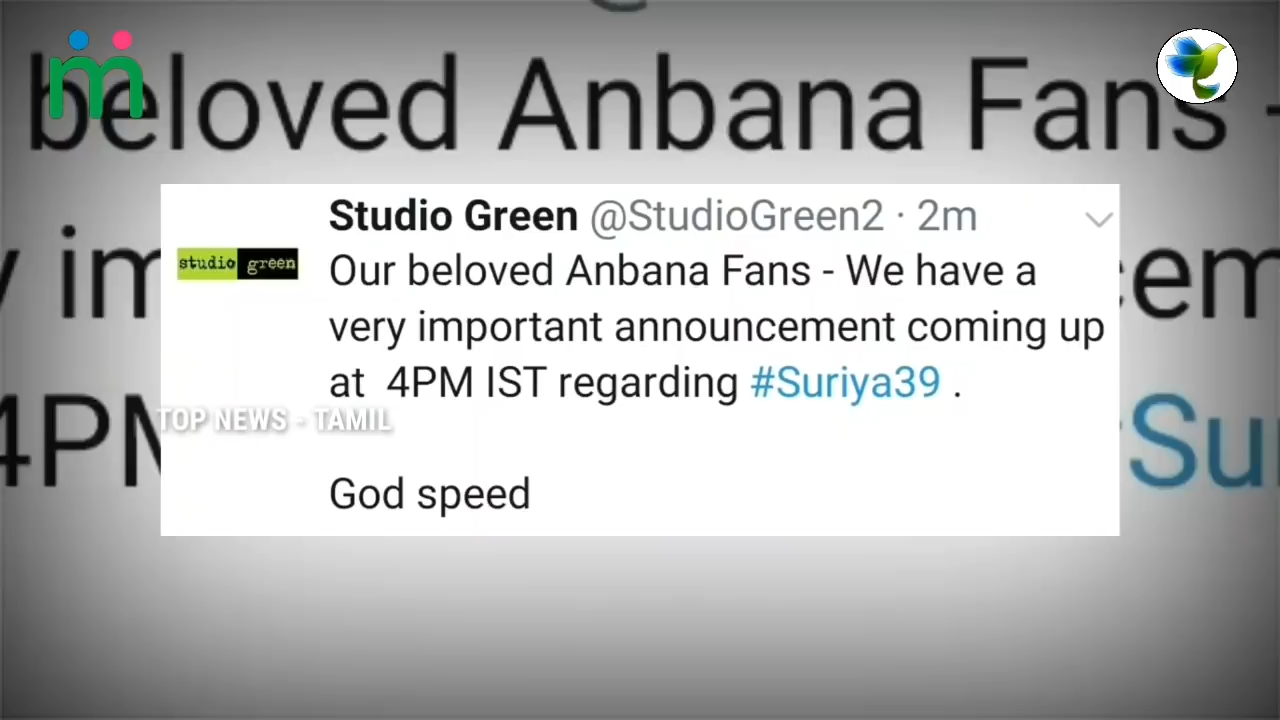 beloved Anbana Fans -
Studio Green @StudioGreen2 · 2m
studio green
Our beloved Anbana Fans - We have a
very important announcement coming up
at 4PM IST regarding #Suriya39 .
TOP NEWS - TAMIL
God speed